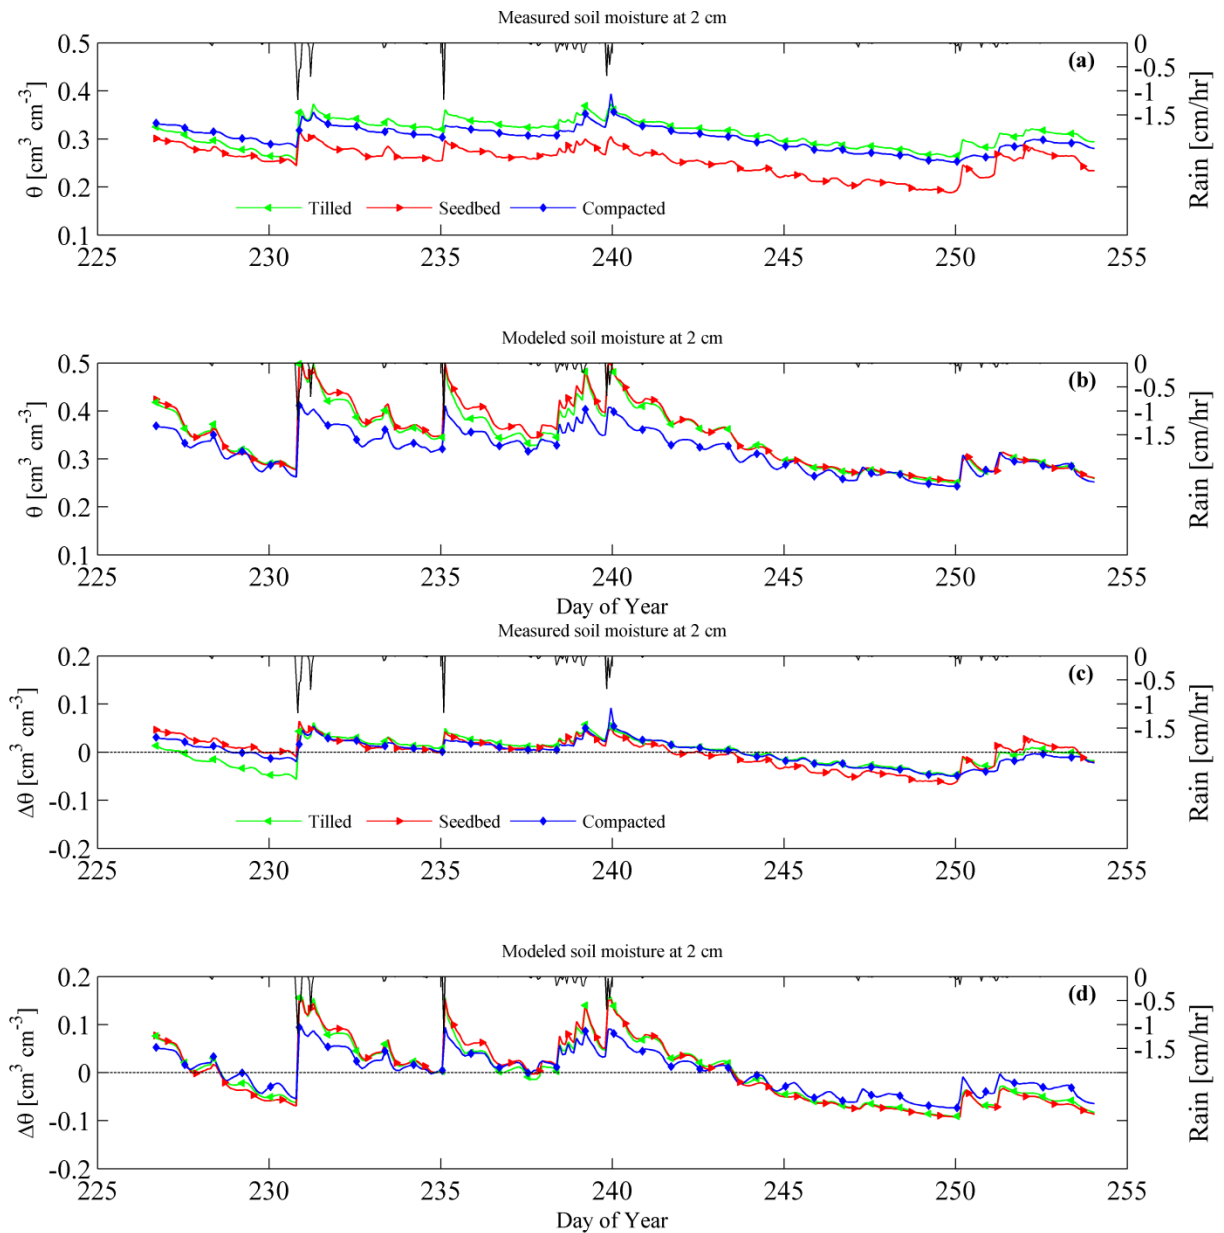 Measured soil moisture at 2 cm
0.5
0.4
0.3
0.2
0.1
θ [cm³ cm⁻³]
(a)
0
-0.5
-1
-1.5
Rain [cm/hr]
Tilled Seedbed Compacted
225 230 235 240 245 250 255
Modeled soil moisture at 2 cm
0.5
0.4
0.3
0.2
0.1
θ [cm³ cm⁻³]
(b)
0
-0.5
-1
-1.5
Rain [cm/hr]
225 230 235 240 245 250 255
Day of Year
Measured soil moisture at 2 cm
0.2
0.1
0
-0.1
-0.2
Δθ [cm³ cm⁻³]
(c)
0
-0.5
-1
-1.5
Rain [cm/hr]
Tilled Seedbed Compacted
225 230 235 240 245 250 255
Modeled soil moisture at 2 cm
0.2
0.1
0
-0.1
-0.2
Δθ [cm³ cm⁻³]
(d)
0
-0.5
-1
-1.5
Rain [cm/hr]
225 230 235 240 245 250 255
Day of Year